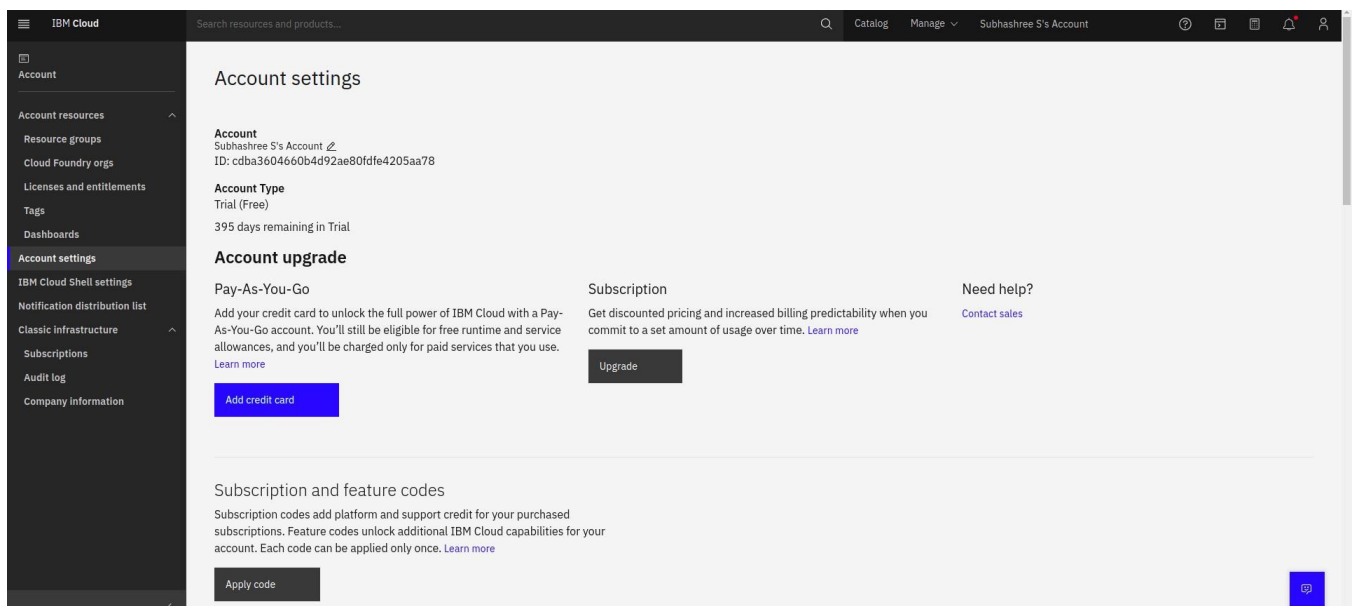 IBM Cloud
Search resources and products...
Catalog
Manage
Subhashree S's Account
Account
Account resources
Resource groups
Cloud Foundry orgs
Licenses and entitlements
Tags
Dashboards
Account settings
IBM Cloud Shell settings
Notification distribution list
Classic infrastructure
Subscriptions
Audit log
Company information
Account settings
Account
Subhashree S's Account
ID: cdba3604660b4d92ae80fdfe4205aa78
Account Type
Trial (Free)
395 days remaining in Trial
Account upgrade
Pay-As-You-Go
Add your credit card to unlock the full power of IBM Cloud with a Pay-
As-You-Go account. You'll still be eligible for free runtime and service
allowances, and you'll be charged only for paid services that you use.
Learn more
Add credit card
Subscription
Get discounted pricing and increased billing predictability when you
commit to a set amount of usage over time. Learn more
Upgrade
Need help?
Contact sales
Subscription and feature codes
Subscription codes add platform and support credit for your purchased
subscriptions. Feature codes unlock additional IBM Cloud capabilities for your
account. Each code can be applied only once. Learn more
Apply code